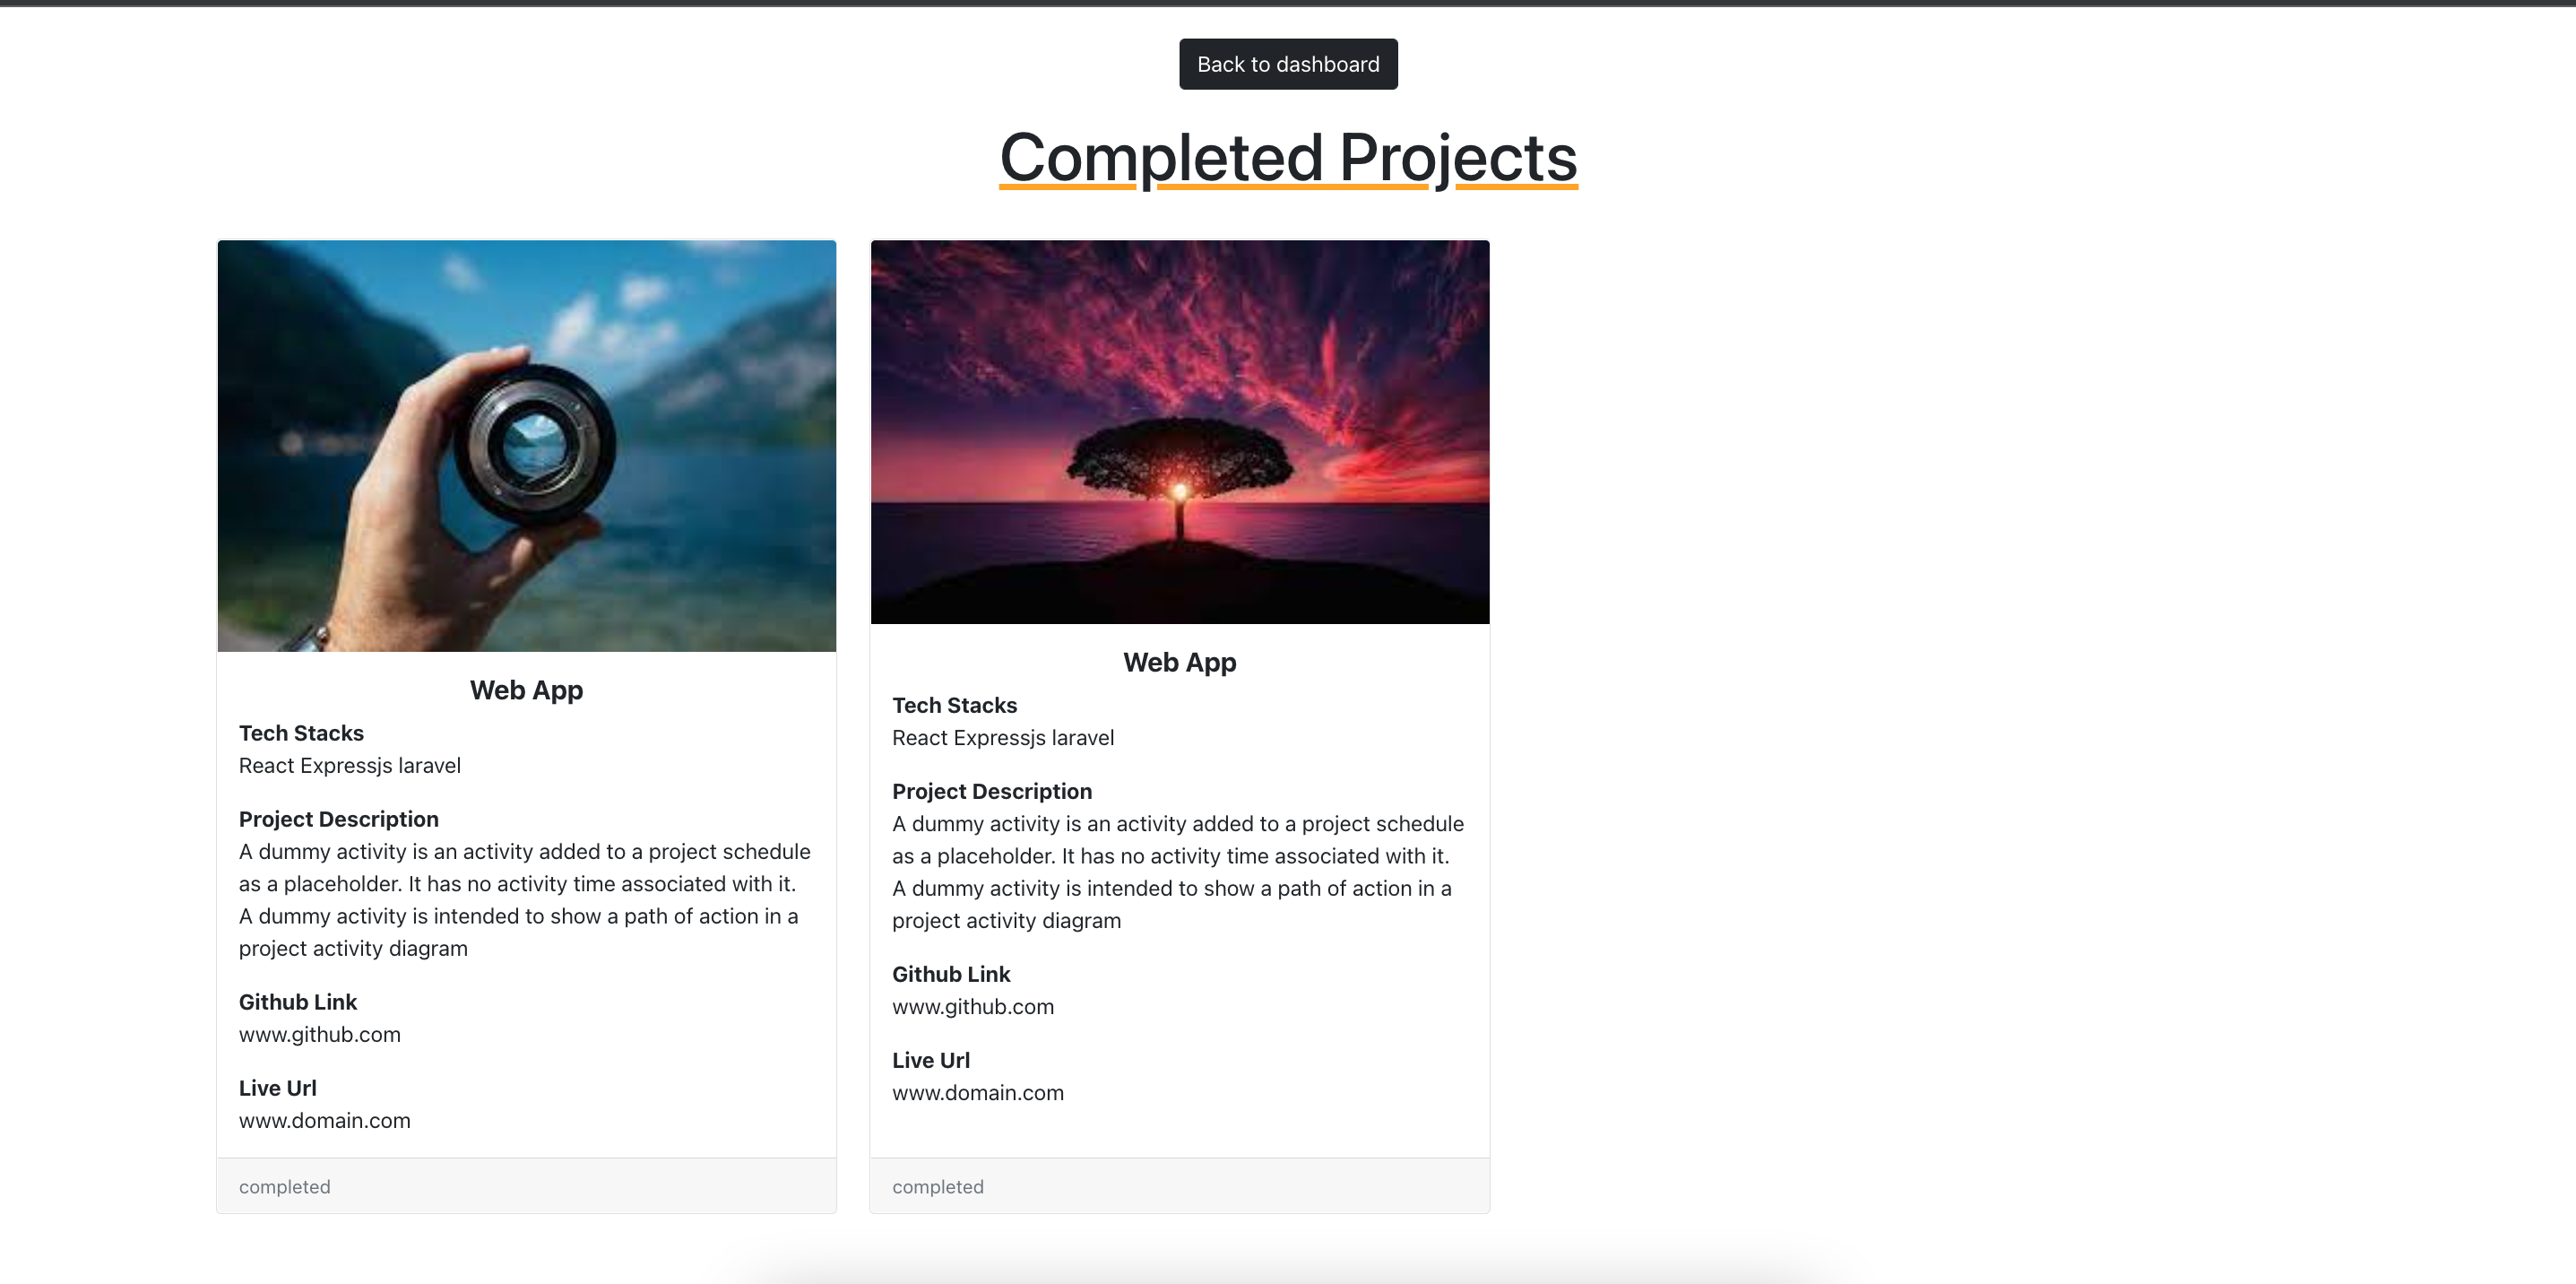 Back to dashboard
Completed Projects
Web App
Tech Stacks
React Expressjs laravel
Project Description
A dummy activity is an activity added to a project schedule
as a placeholder. It has no activity time associated with it.
A dummy activity is intended to show a path of action in a
project activity diagram
Github Link
www.github.com
Live Url
www.domain.com
completed
Web App
Tech Stacks
React Expressjs laravel
Project Description
A dummy activity is an activity added to a project schedule
as a placeholder. It has no activity time associated with it.
A dummy activity is intended to show a path of action in a
project activity diagram
Github Link
www.github.com
Live Url
www.domain.com
completed